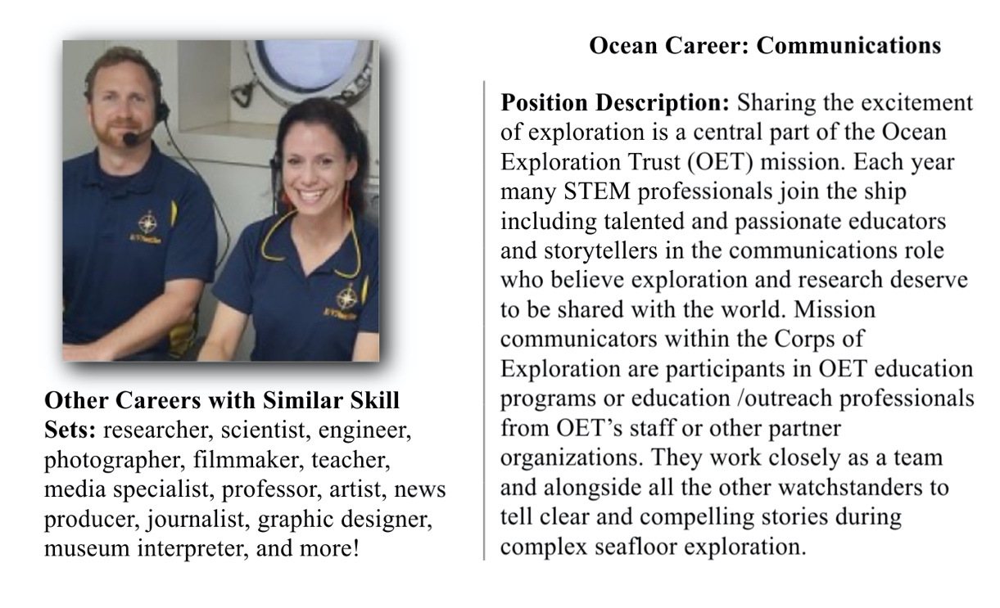 Ocean Career: Communications
Position Description: Sharing the excitement
of exploration is a central part of the Ocean
Exploration Trust (OET) mission. Each year
many STEM professionals join the ship
including talented and passionate educators
and storytellers in the communications role
who believe exploration and research deserve
to be shared with the world. Mission
communicators within the Corps of
Exploration are participants in OET education
programs or education /outreach professionals
from OET’s staff or other partner
organizations. They work closely as a team
and alongside all the other watchstanders to
tell clear and compelling stories during
complex seafloor exploration.
Other Careers with Similar Skill
Sets: researcher, scientist, engineer,
photographer, filmmaker, teacher,
media specialist, professor, artist, news
producer, journalist, graphic designer,
museum interpreter, and more!